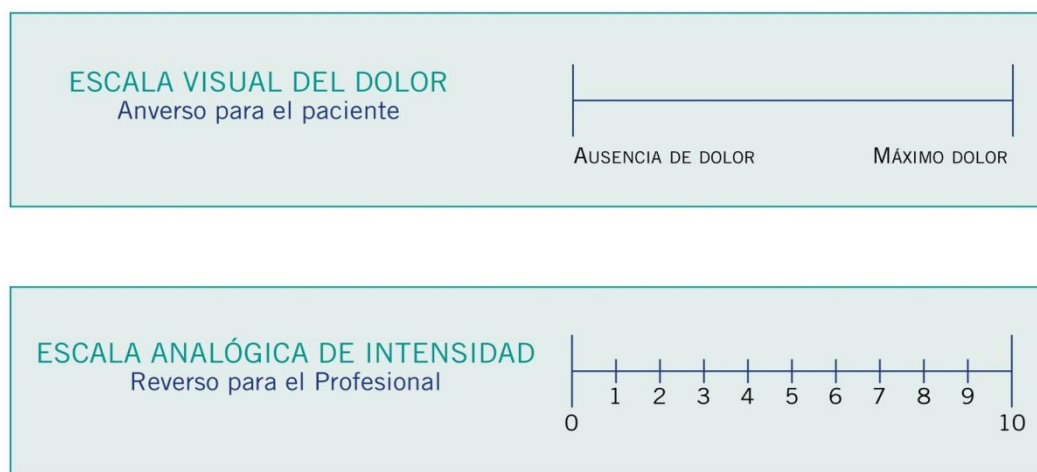 ESCALA VISUAL DEL DOLOR
Anverso para el paciente
AUSENCIA DE DOLOR MÁXIMO DOLOR
ESCALA ANALÓGICA DE INTENSIDAD
Reverso para el Profesional
1 2 3 4 5 6 7 8 9
0 10